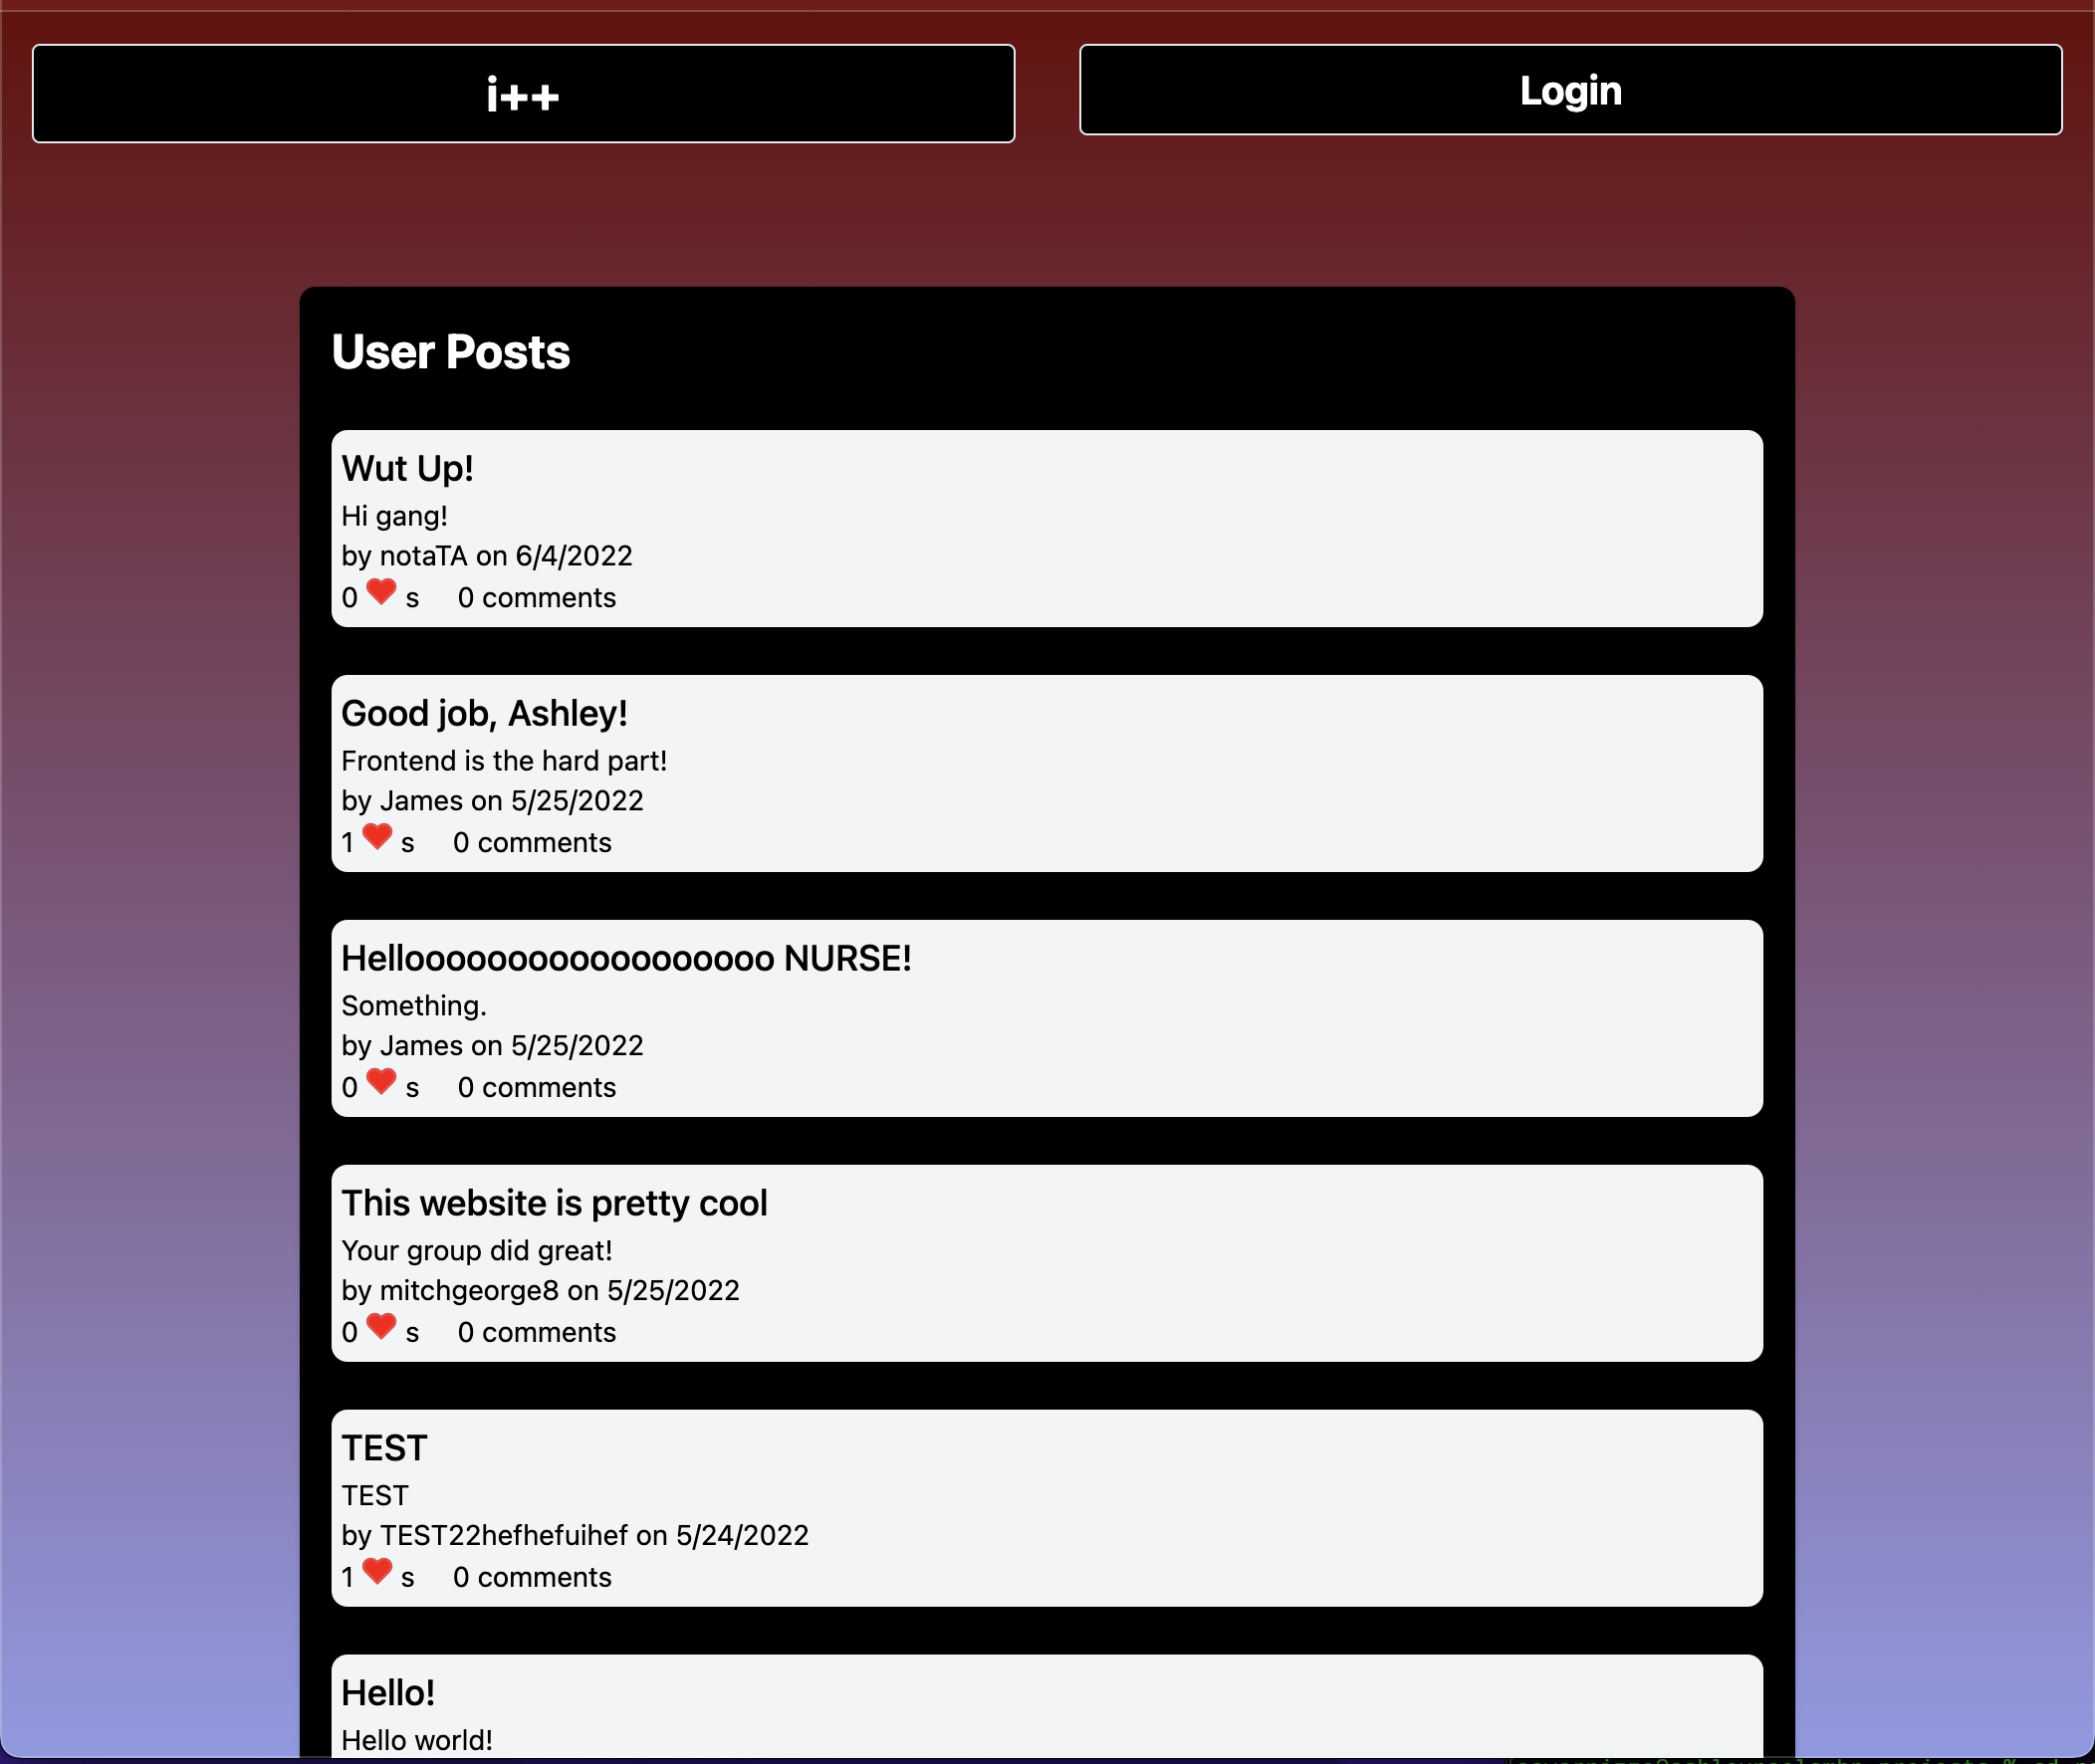 i++
Login
User Posts
Wut Up!
Hi gang!
by notaTA on 6/4/2022
0 ❤️ s 0 comments
Good job, Ashley!
Frontend is the hard part!
by James on 5/25/2022
1 ❤️ s 0 comments
Helloooooooooooooooooo NURSE!
Something.
by James on 5/25/2022
0 ❤️ s 0 comments
This website is pretty cool
Your group did great!
by mitchgeorge8 on 5/25/2022
0 ❤️ s 0 comments
TEST
TEST
by TEST22hefhefuihef on 5/24/2022
1 ❤️ s 0 comments
Hello!
Hello world!